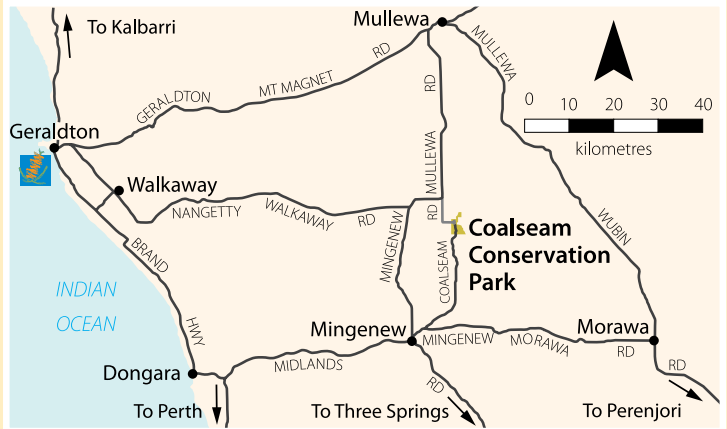 To Kalbarri
Mullewa
MULLEWA
RD
MT MAGNET
GERALDTON
RD
0 10 20 30 40
kilometres
Geraldton
MULLEWA
Walkaway
NANGETTY
WALKAWAY
RD
RD
MINGENEW
COALSEAM
Coalseam
Conservation
Park
WUBIN
BRAND
HWY
INDIAN
OCEAN
Mingenew
MINGENEW
MORAWA
RD
Morawa
Dongara
MIDLANDS
RD
RD
To Perth
To Three Springs
To Perenjori